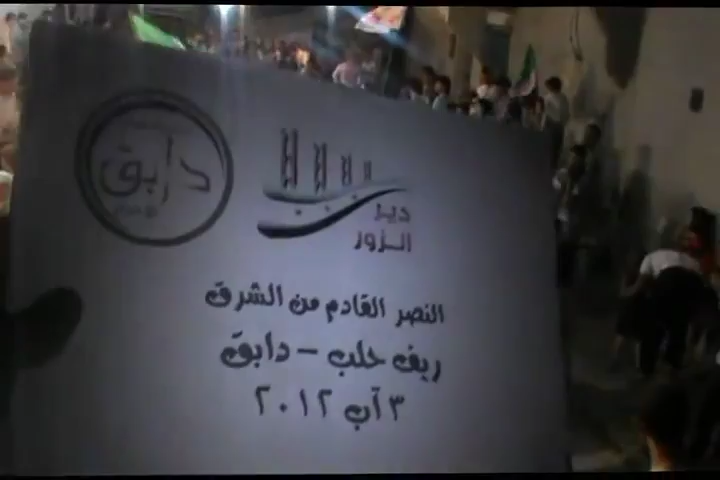 دابق
دير
الزور
النصر القادم من الشرق
ريف حلب - دابق
٣ آب ٢٠١٢